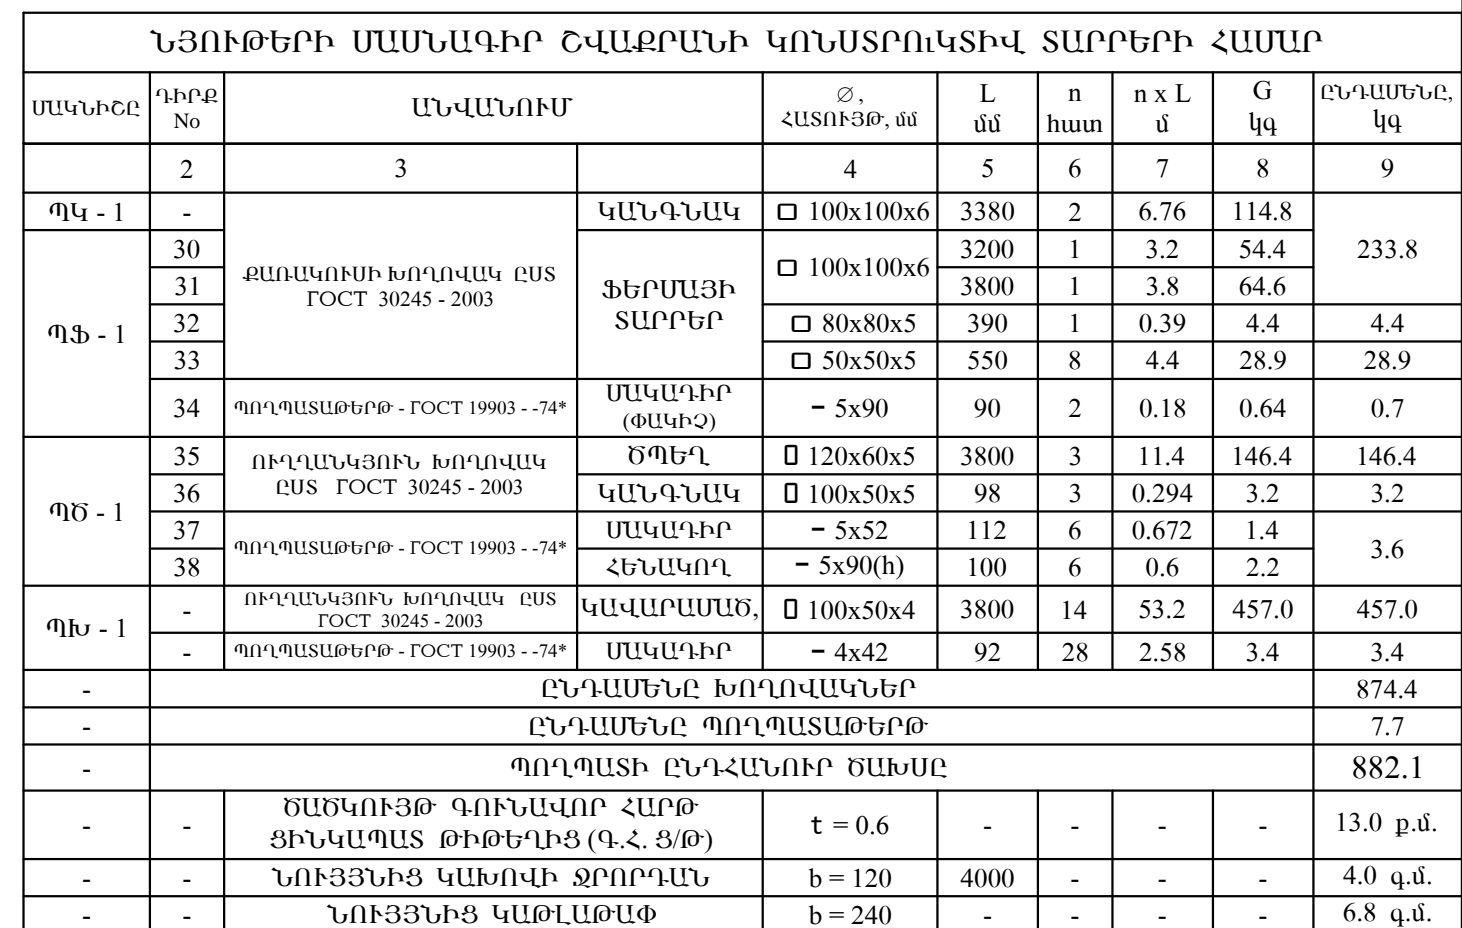 ՆՅՈՒԹԵՐԻ ՄԱՍՆԱԳԻՐ ՇՎԱՔՐԱՆԻ ԿՈՆՍՏՐՈւԿՏԻՎ ՏԱՐՐԵՐԻ ՀԱՄԱՐ
ՄԱԿՆԻՇԸ ԴԻՐՔ No ԱՆՎԱՆՈՒՄ ∅, ՀԱՏՈՒՅԹ, մմ L մմ n հատ n x L մ G կգ ԸՆԴԱՄԵՆԸ, կգ
2 3 4 5 6 7 8 9
ՊԿ - 1 - ՔԱՌԱԿՈՒՍԻ ԽՈՂՈՎԱԿ ԸՍՏ ГОСТ 30245 - 2003 ԿԱՆԳՆԱԿ 100x100x6 3380 2 6.76 114.8 233.8
ՊՖ - 1 30 ՖԵՐՄԱՅԻ ՏԱՐՐԵՐ 100x100x6 3200 1 3.2 54.4
31 3800 1 3.8 64.6
32 80x80x5 390 1 0.39 4.4 4.4
33 50x50x5 550 8 4.4 28.9 28.9
34 ՊՈՂՊԱՏԱԹԵՐԹ - ГОСТ 19903 - -74* ՄԱԿԱԴԻՐ (ՓԱԿԻՉ) – 5x90 90 2 0.18 0.64 0.7
ՊԾ - 1 35 ՈՒՂՂԱՆԿՅՈՒՆ ԽՈՂՈՎԱԿ ԸՍՏ ГОСТ 30245 - 2003 ԾՊԵՂ 120x60x5 3800 3 11.4 146.4 146.4
36 ԿԱՆԳՆԱԿ 100x50x5 98 3 0.294 3.2 3.2
37 ՊՈՂՊԱՏԱԹԵՐԹ - ГОСТ 19903 - -74* ՄԱԿԱԴԻՐ – 5x52 112 6 0.672 1.4 3.6
38 ՀԵՆԱԿՈՂ – 5x90(h) 100 6 0.6 2.2
ՊԽ - 1 - ՈՒՂՂԱՆԿՅՈՒՆ ԽՈՂՈՎԱԿ ԸՍՏ ГОСТ 30245 - 2003 ԿԱՎԱՐԱՄԱԾ, 100x50x4 3800 14 53.2 457.0 457.0
- ՊՈՂՊԱՏԱԹԵՐԹ - ГОСТ 19903 - -74* ՄԱԿԱԴԻՐ – 4x42 92 28 2.58 3.4 3.4
- ԸՆԴԱՄԵՆԸ ԽՈՂՈՎԱԿՆԵՐ 874.4
- ԸՆԴԱՄԵՆԸ ՊՈՂՊԱՏԱԹԵՐԹ 7.7
- ՊՈՂՊԱՏԻ ԸՆԴՀԱՆՈՒՐ ԾԱԽՍԸ 882.1
- - ԾԱԾԿՈՒՅԹ ԳՈՒՆԱՎՈՐ ՀԱՐԹ ՑԻՆԿԱՊԱՏ ԹԻԹԵՂԻՑ (Գ.Հ. Ց/Թ) t = 0.6 - - - - 13.0 ք.մ.
- - ՆՈՒՅՅՆԻՑ ԿԱԽՈՎԻ ՋՐՈՐԴԱՆ b = 120 4000 - - - 4.0 գ.մ.
- - ՆՈՒՅՅՆԻՑ ԿԱԹԼԱԹԱՓ b = 240 - - - - 6.8 գ.մ.